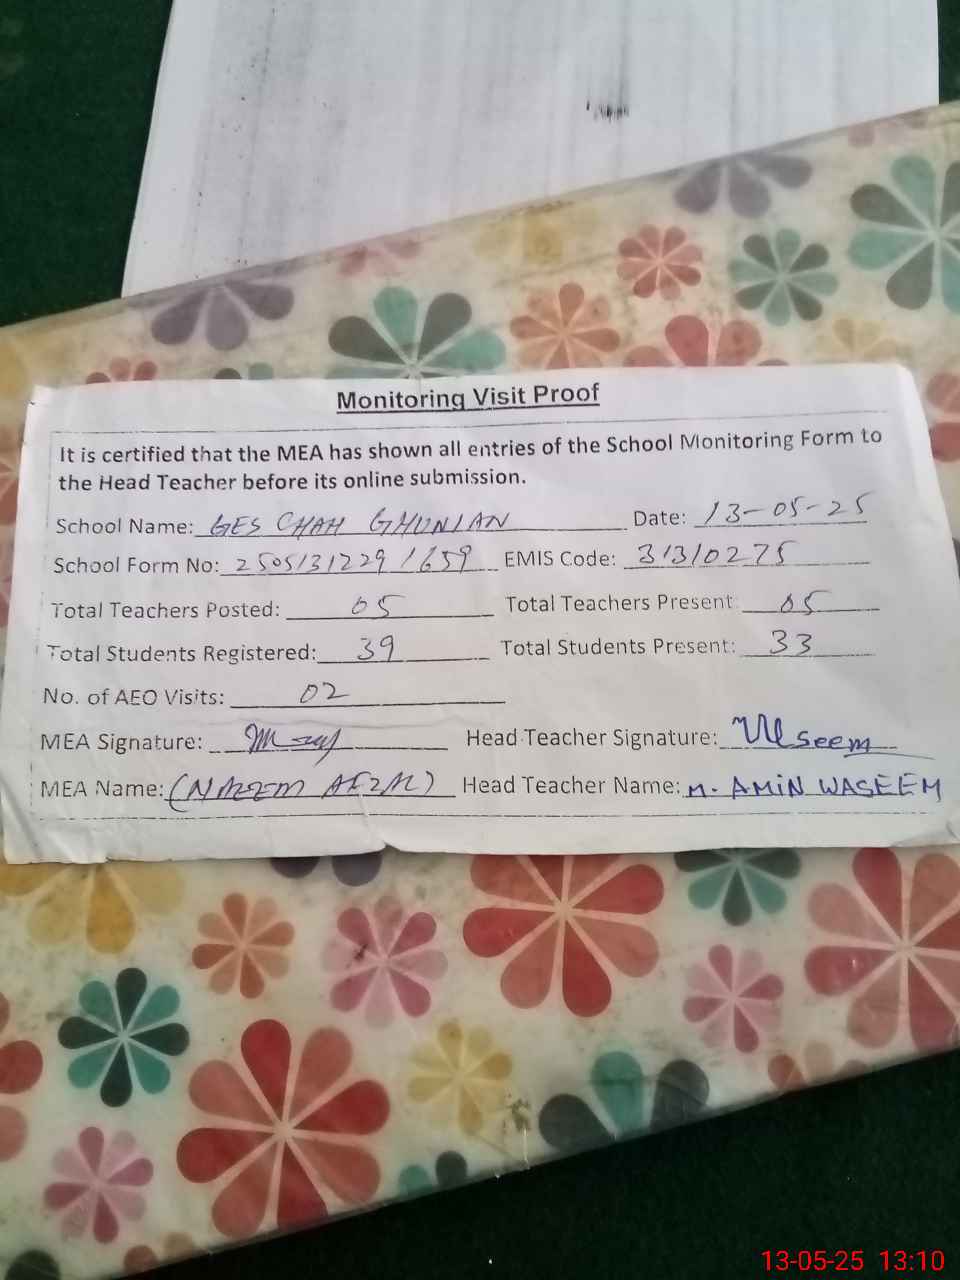 Monitoring Visit Proof
It is certified that the MEA has shown all entries of the School Monitoring Form to
the Head Teacher before its online submission.
School Name: GES CHAH GHUNIAN Date: 13-05-25
School Form No: 25051312291659 EMIS Code: 31310275
Total Teachers Posted: 05 Total Teachers Present: 05
Total Students Registered: 39 Total Students Present: 33
No. of AEO Visits: 02
MEA Signature: Head Teacher Signature: Waseem
MEA Name: (NAEEM AFZAL) Head Teacher Name: M. AMiN WASEEM
13-05-25 13:10